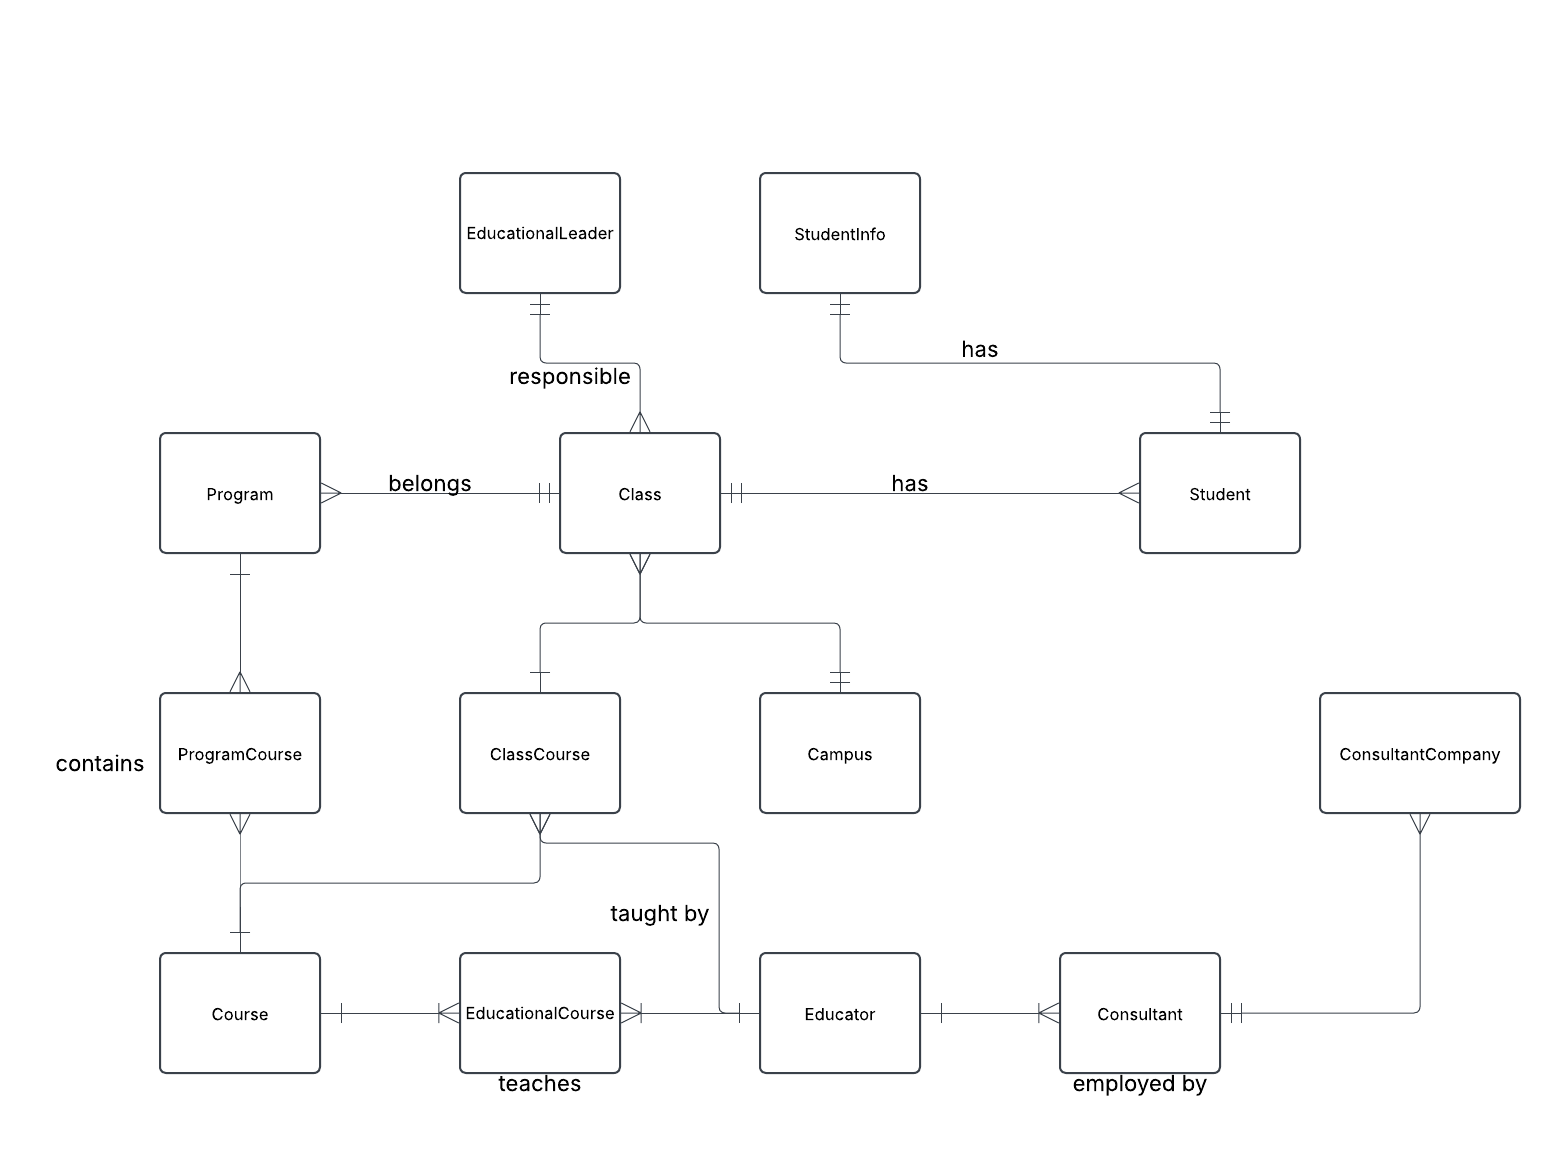 EducationalLeader
StudentInfo
has
responsible
Program
belongs
Class
has
Student
contains
ProgramCourse
ClassCourse
Campus
ConsultantCompany
taught by
Course
EducationalCourse
Educator
Consultant
teaches
employed by